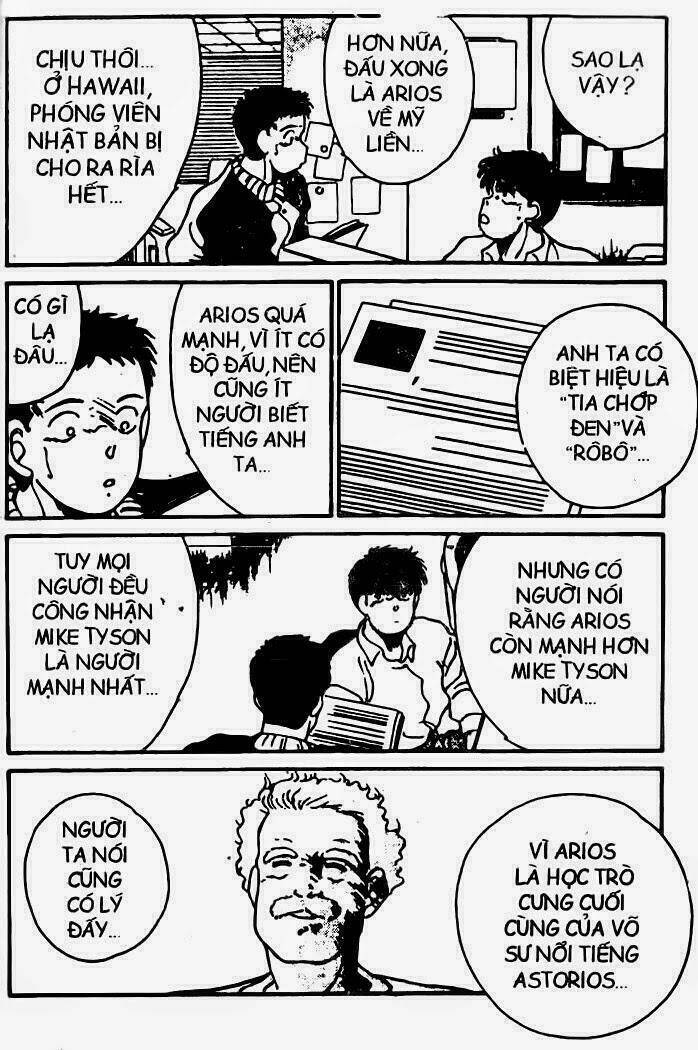 CHỊU THÔI...
Ở HAWAII,
PHÓNG VIÊN
NHẬT BẢN BỊ
CHO RA RÌA
HẾT...
HƠN NỮA,
ĐẤU XONG
LÀ ARIOS
VỀ MỸ
LIỀN...
SAO LẠ
VẬY?
CÓ GÌ
LẠ
ĐÂU...
ARIOS QUÁ
MẠNH, VÌ ÍT CÓ
ĐỘ ĐẤU, NÊN
CŨNG ÍT
NGƯỜI BIẾT
TIẾNG ANH
TA...
ANH TA CÓ
BIỆT HIỆU LÀ
"TIA CHỚP
ĐEN" VÀ
"RÔBÔ"...
TUY MỌI
NGƯỜI ĐỀU
CÔNG NHẬN
MIKE TYSON
LÀ NGƯỜI
MẠNH NHẤT...
NHƯNG CÓ
NGƯỜI NÓI
RẰNG ARIOS
CÒN MẠNH HƠN
MIKE TYSON
NỮA...
NGƯỜI
TA NÓI
CŨNG
CÓ LÝ
ĐẤY...
VÌ ARIOS
LÀ HỌC TRÒ
CƯNG CUỐI
CÙNG CỦA VÕ
SƯ NỔI TIẾNG
ASTORIOS...